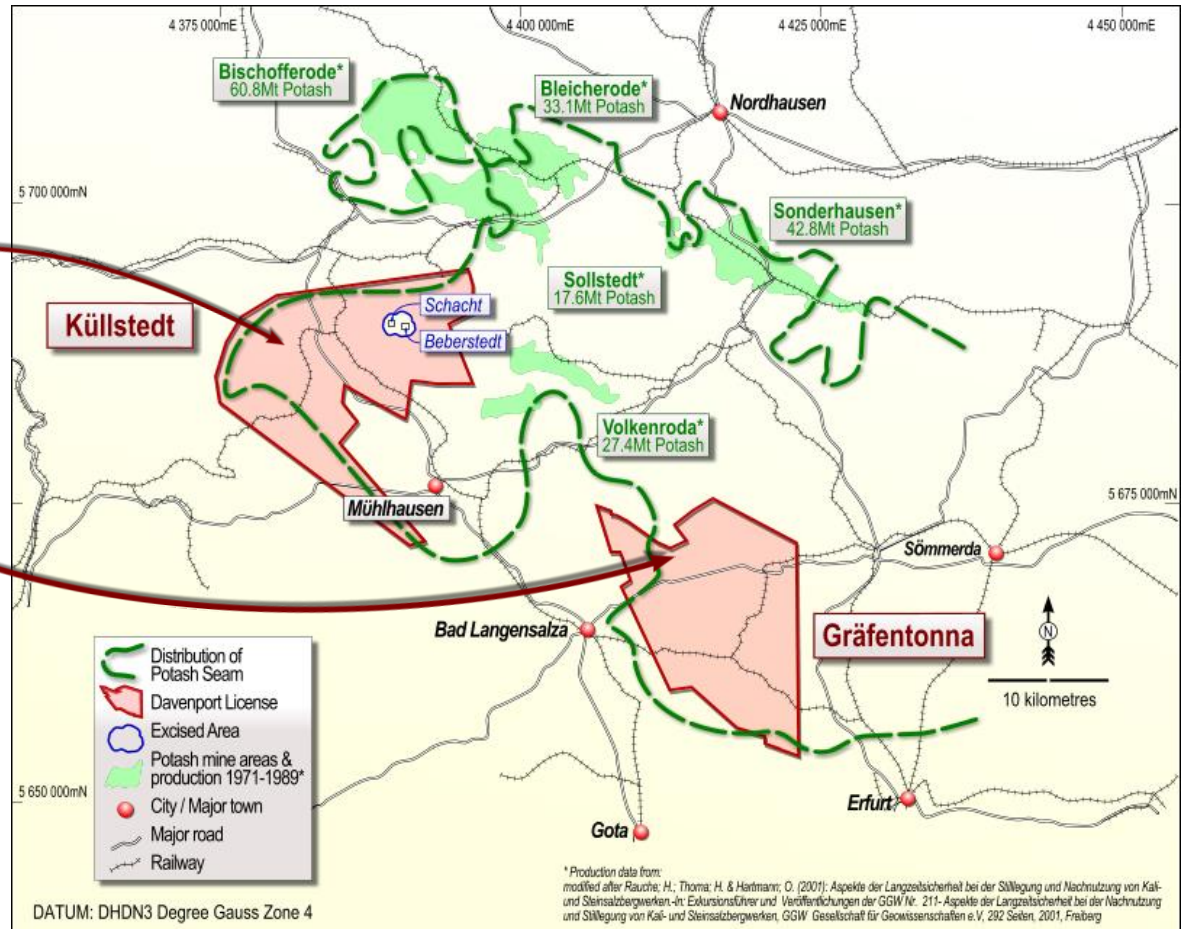 4 375 000mE
4 400 000mE
4 425 000mE
4 450 000mE
Bischofferode*
60.8Mt Potash
Bleicherode*
33.1Mt Potash
Nordhausen
5 700 000mN
Sonderhausen*
42.8Mt Potash
Sollstedt*
17.6Mt Potash
Küllstedt
Schacht
Beberstedt
Volkenroda*
27.4Mt Potash
5 675 000mN
Mühlhausen
Sömmerda
Bad Langensalza
Gräfentonna
N
10 kilometres
Distribution of
Potash Seam
Davenport License
Excised Area
Potash mine areas &
production 1971-1989*
City / Major town
Major road
Railway
5 650 000mN
Erfurt
Gota
* Production data from:
modified after Rauche; H.; Thoma; H. & Hartmann; O. (2001): Aspekte der Langzeitsicherheit bei der Stilllegung und Nachnutzung von Kali-
und Steinsalzbergwerken.-In: Exkursionsführer und Veröffentlichungen der GGW Nr. 211- Aspekte der Langzeitsicherheit bei der Nachnutzung
und Stilllegung von Kali- und Steinsalzbergwerken, GGW Gesellschaft für Geowissenschaften e.V, 292 Seiten, 2001, Freiberg
DATUM: DHDN3 Degree Gauss Zone 4